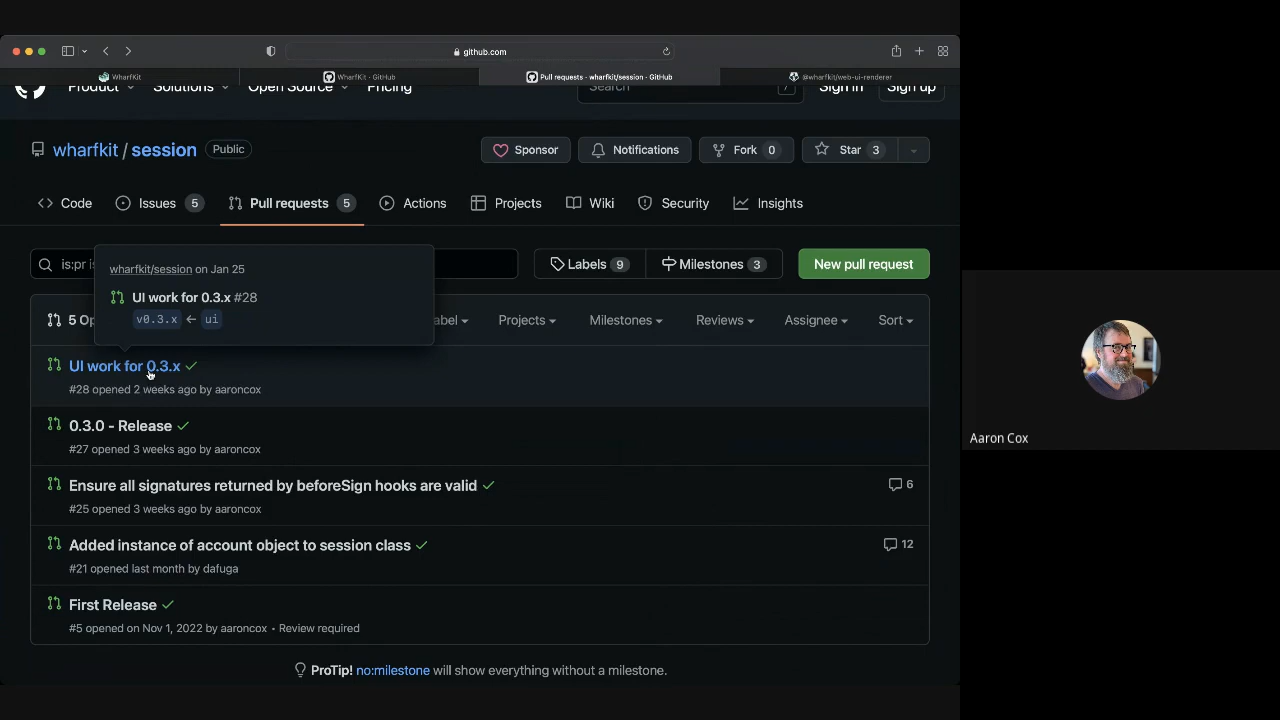 github.com
WharfKit
WharfKit · GitHub
Pull requests · wharfkit/session · GitHub
@wharfkit/web-ui-renderer
Product
Solutions
Open Source
Pricing
Search
/
Sign in
Sign up
wharfkit / session
Public
Sponsor
Notifications
Fork 0
Star 3
Code
Issues 5
Pull requests 5
Actions
Projects
Wiki
Security
Insights
is:pr is
Labels 9
Milestones 3
New pull request
wharfkit/session on Jan 25
UI work for 0.3.x #28
v0.3.x ← ui
5 Op
abel
Projects
Milestones
Reviews
Assignee
Sort
UI work for 0.3.x
#28 opened 2 weeks ago by aaroncox
0.3.0 - Release
#27 opened 3 weeks ago by aaroncox
Ensure all signatures returned by beforeSign hooks are valid
6
#25 opened 3 weeks ago by aaroncox
Added instance of account object to session class
12
#21 opened last month by dafuga
First Release
#5 opened on Nov 1, 2022 by aaroncox • Review required
ProTip! no:milestone will show everything without a milestone.
Aaron Cox